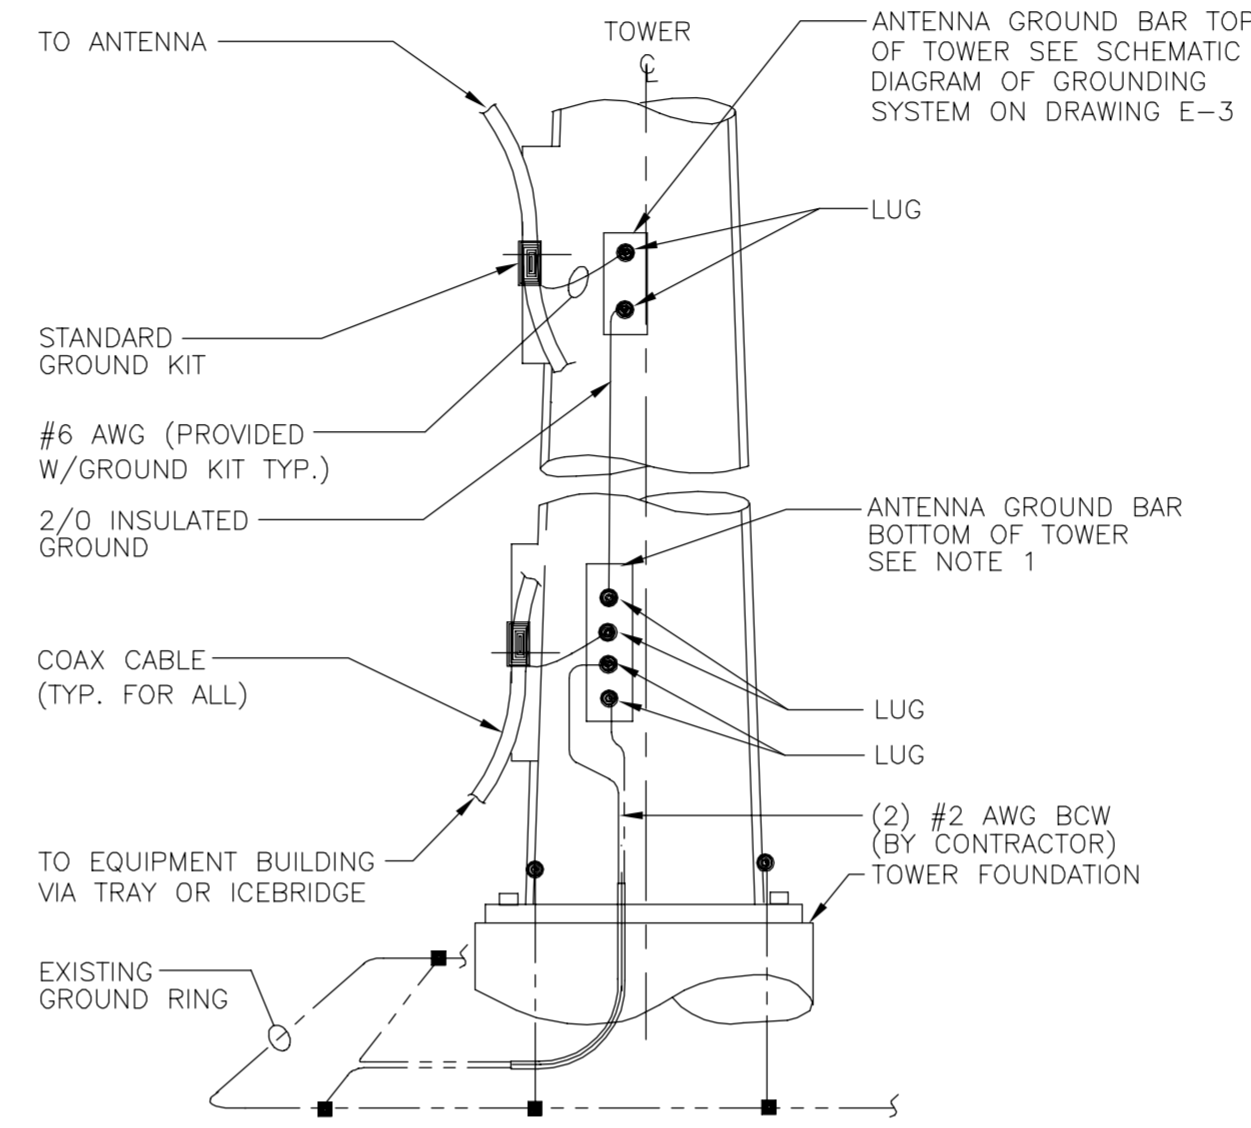 TO ANTENNA
TOWER
℄
ANTENNA GROUND BAR TOP
OF TOWER SEE SCHEMATIC
DIAGRAM OF GROUNDING
SYSTEM ON DRAWING E-3
LUG
STANDARD
GROUND KIT
#6 AWG (PROVIDED
W/GROUND KIT TYP.)
2/0 INSULATED
GROUND
ANTENNA GROUND BAR
BOTTOM OF TOWER
SEE NOTE 1
COAX CABLE
(TYP. FOR ALL)
LUG
LUG
(2) #2 AWG BCW
(BY CONTRACTOR)
TOWER FOUNDATION
TO EQUIPMENT BUILDING
VIA TRAY OR ICEBRIDGE
EXISTING
GROUND RING